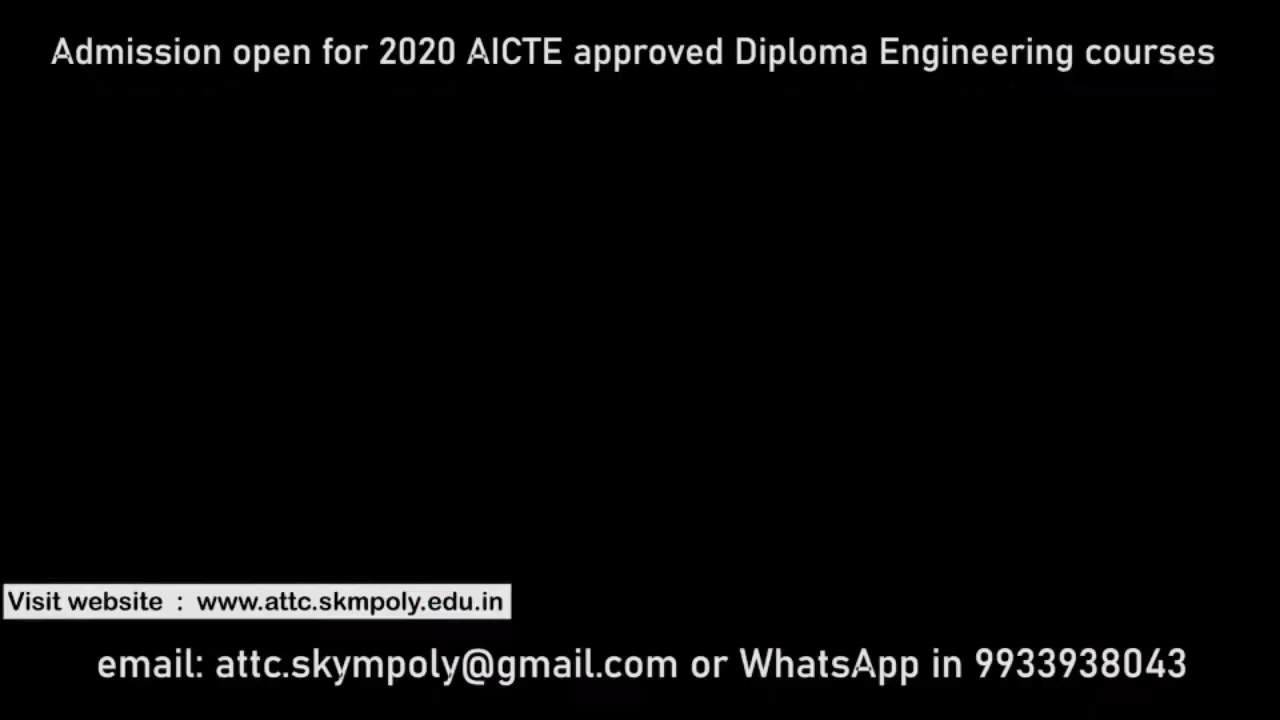 Admission open for 2020 AICTE approved Diploma Engineering courses
Visit website : www.attc.skmpoly.edu.in
email: attc.skympoly@gmail.com or WhatsApp in 9933938043